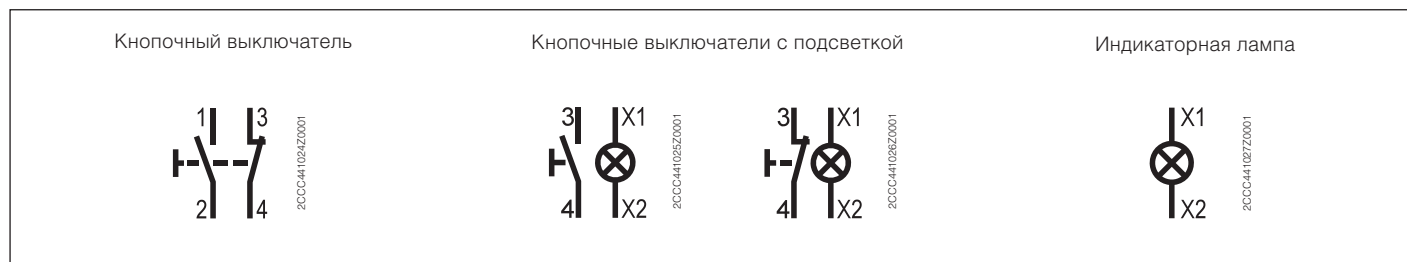 Кнопочный выключатель
Кнопочные выключатели с подсветкой
Индикаторная лампа
1 3
2 4
2CCC441024Z0001
3 X1
4 X2
2CCC441025Z0001
3 X1
4 X2
2CCC441026Z0001
X1
X2
2CCC441027Z0001